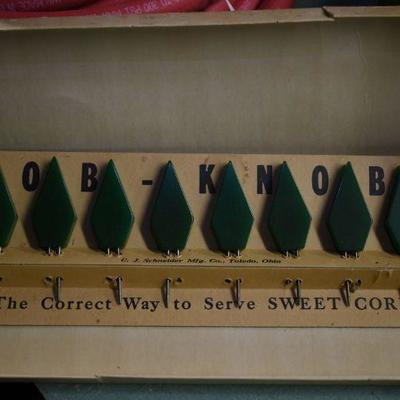 OB-KNOB
C. J. Schneider Mfg. Co., Toledo, Ohio
The Correct Way to Serve SWEET COR